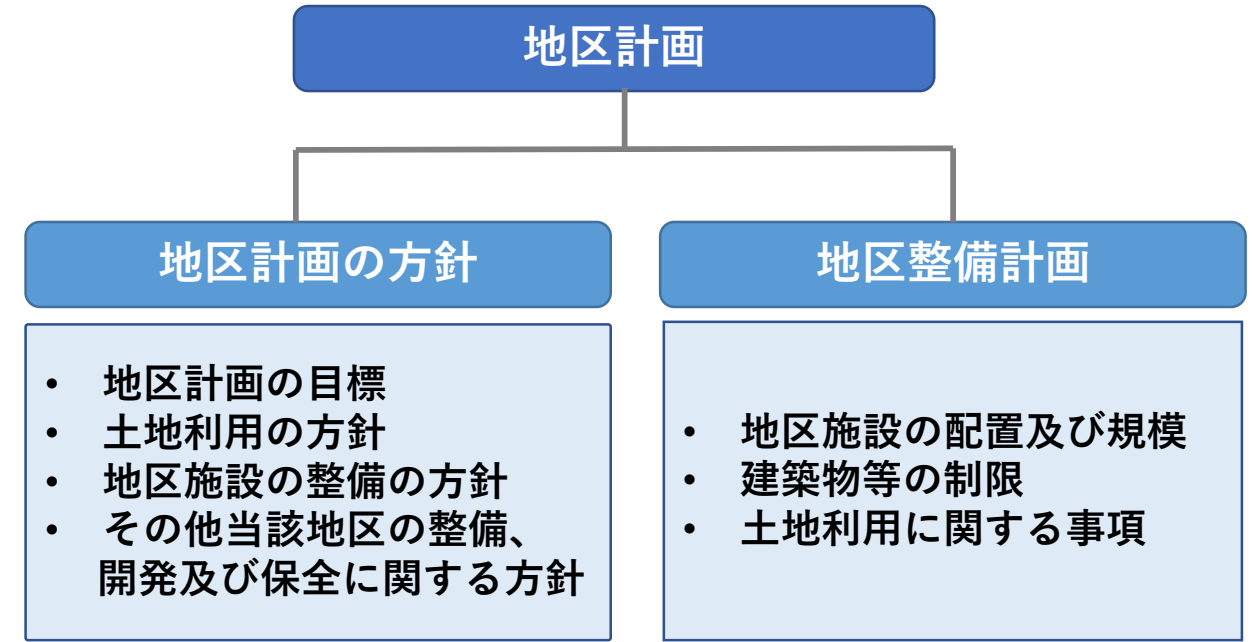 地区計画
地区計画の方針
• 地区計画の目標
• 土地利用の方針
• 地区施設の整備の方針
• その他当該地区の整備、
開発及び保全に関する方針
地区整備計画
• 地区施設の配置及び規模
• 建築物等の制限
• 土地利用に関する事項